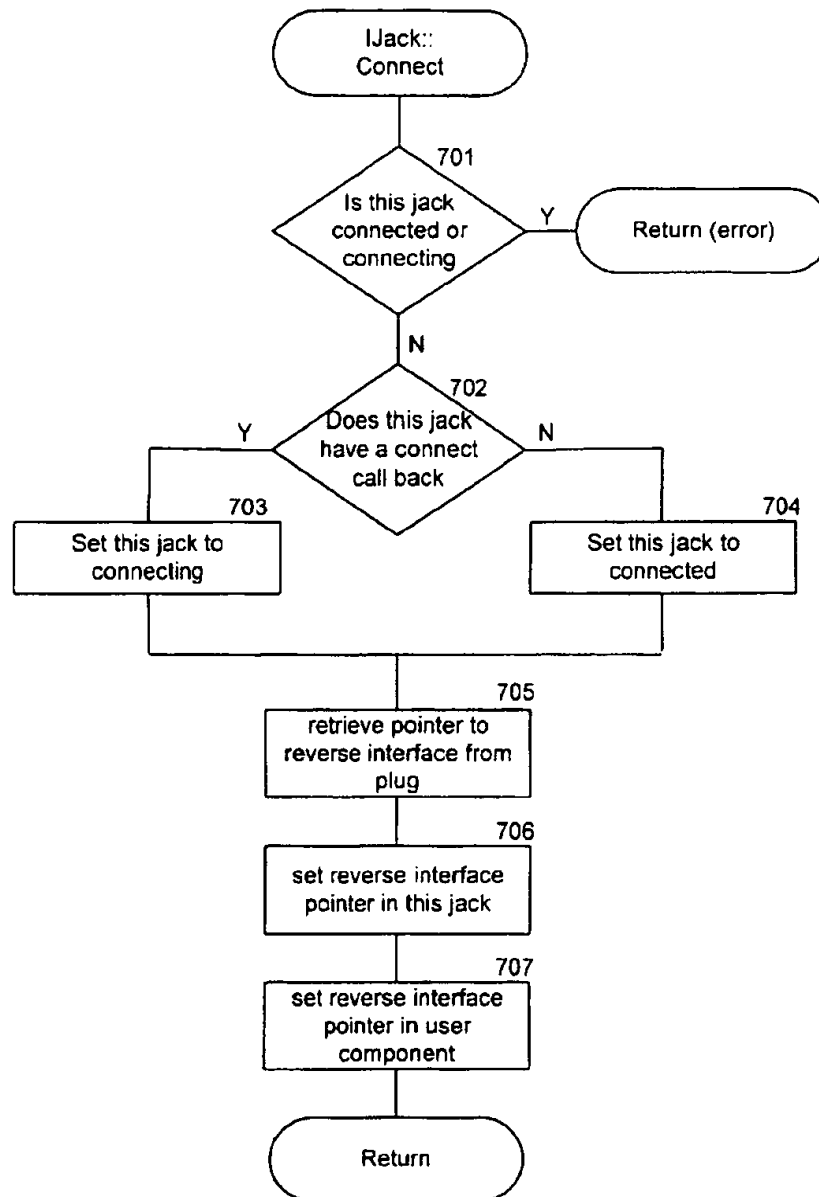 IJack::
Connect
701
Is this jack
connected or
connecting
Y
Return (error)
N
702
Does this jack
have a connect
call back
Y
N
703
Set this jack to
connecting
704
Set this jack to
connected
705
retrieve pointer to
reverse interface from
plug
706
set reverse interface
pointer in this jack
707
set reverse interface
pointer in user
component
Return